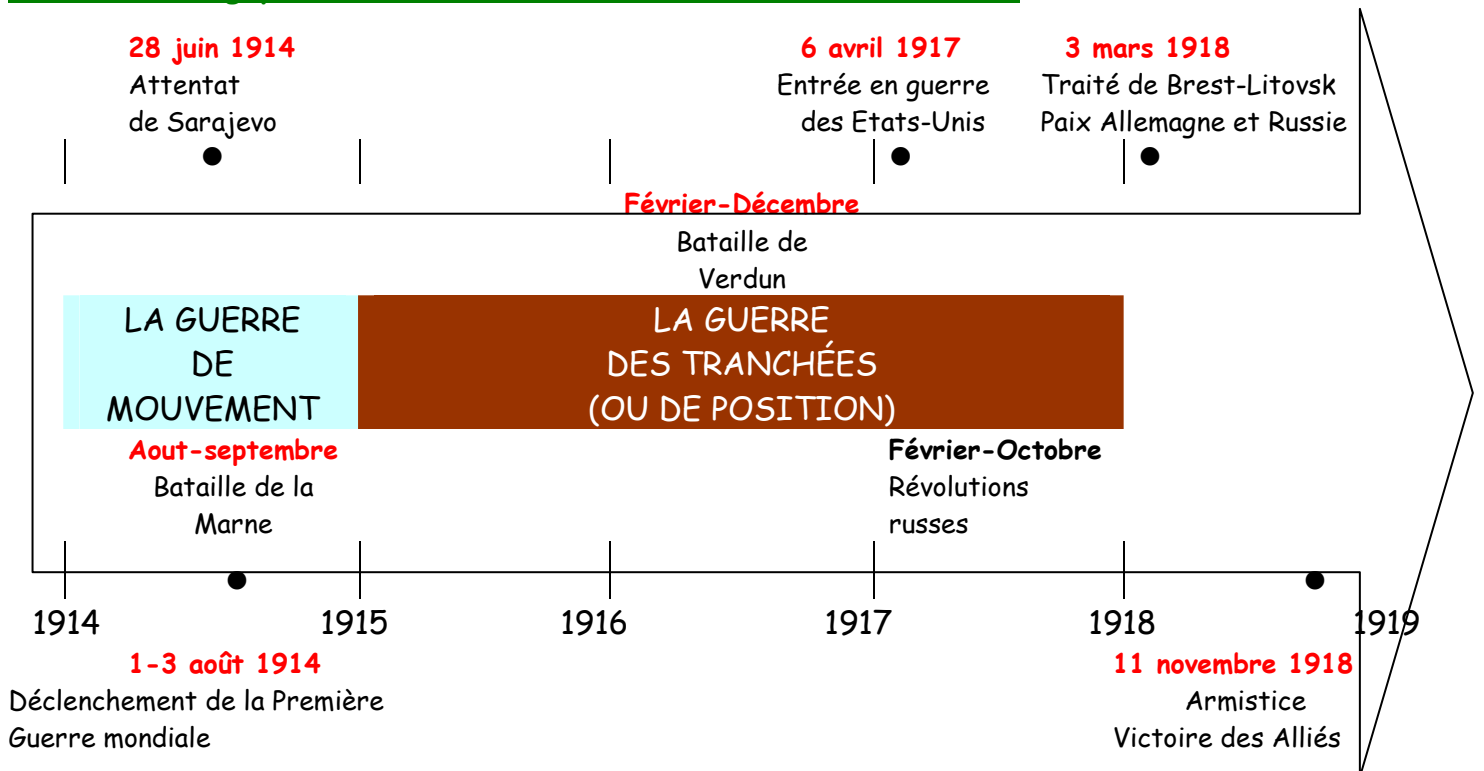 28 juin 1914
Attentat
de Sarajevo
6 avril 1917
Entrée en guerre
des Etats-Unis
3 mars 1918
Traité de Brest-Litovsk
Paix Allemagne et Russie
Février-Décembre
Bataille de
Verdun
LA GUERRE
DE
MOUVEMENT
LA GUERRE
DES TRANCHÉES
(OU DE POSITION)
Aout-septembre
Bataille de la
Marne
Février-Octobre
Révolutions
russes
1914 1915 1916 1917 1918 1919
1-3 août 1914
Déclenchement de la Première
Guerre mondiale
11 novembre 1918
Armistice
Victoire des Alliés